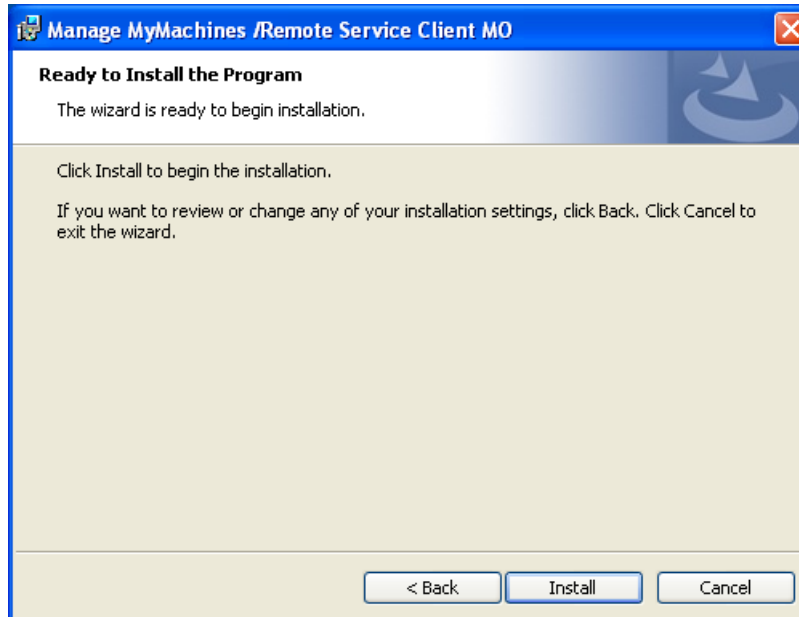 Manage MyMachines /Remote Service Client MO
Ready to Install the Program
The wizard is ready to begin installation.
Click Install to begin the installation.
If you want to review or change any of your installation settings, click Back. Click Cancel to
exit the wizard.
< Back
Install
Cancel